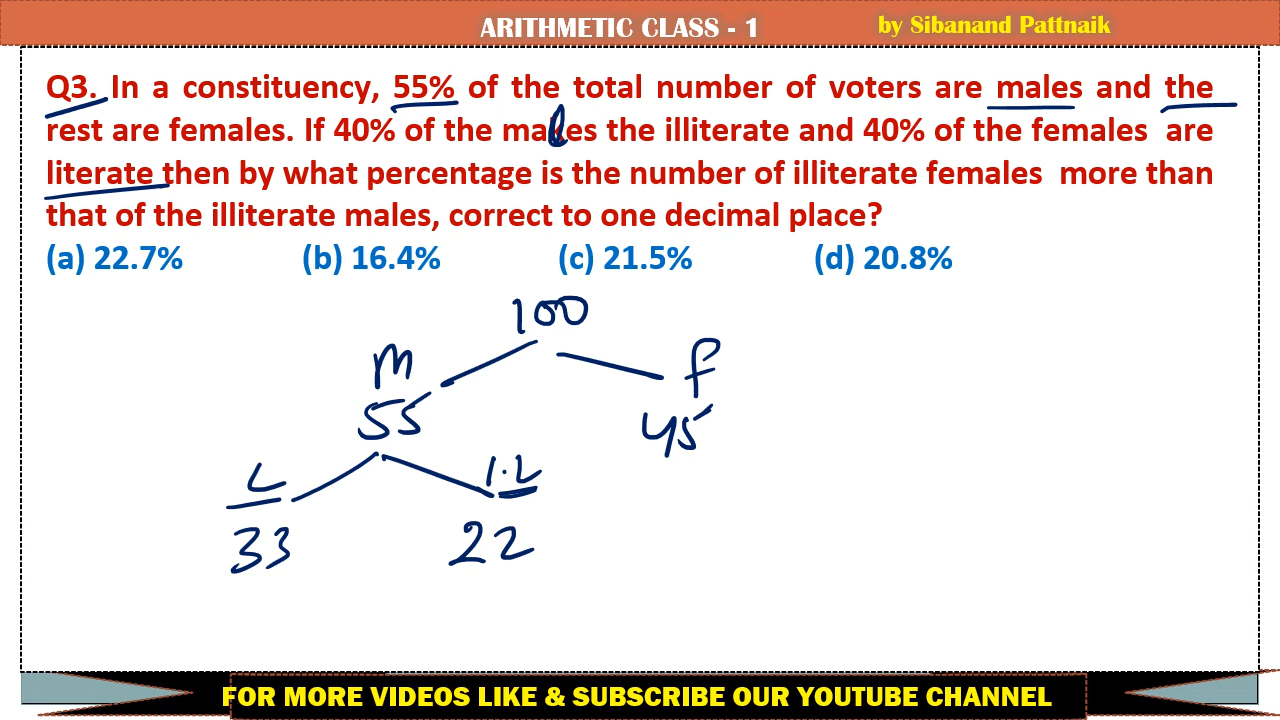 ARITHMETIC CLASS - 1
by Sibanand Pattnaik
Q3. In a constituency, 55% of the total number of voters are males and the
rest are females. If 40% of the males the illiterate and 40% of the females are
literate then by what percentage is the number of illiterate females more than
that of the illiterate males, correct to one decimal place?
(a) 22.7% (b) 16.4% (c) 21.5% (d) 20.8%
100
M F
55 45
L I.L
33 22
FOR MORE VIDEOS LIKE & SUBSCRIBE OUR YOUTUBE CHANNEL